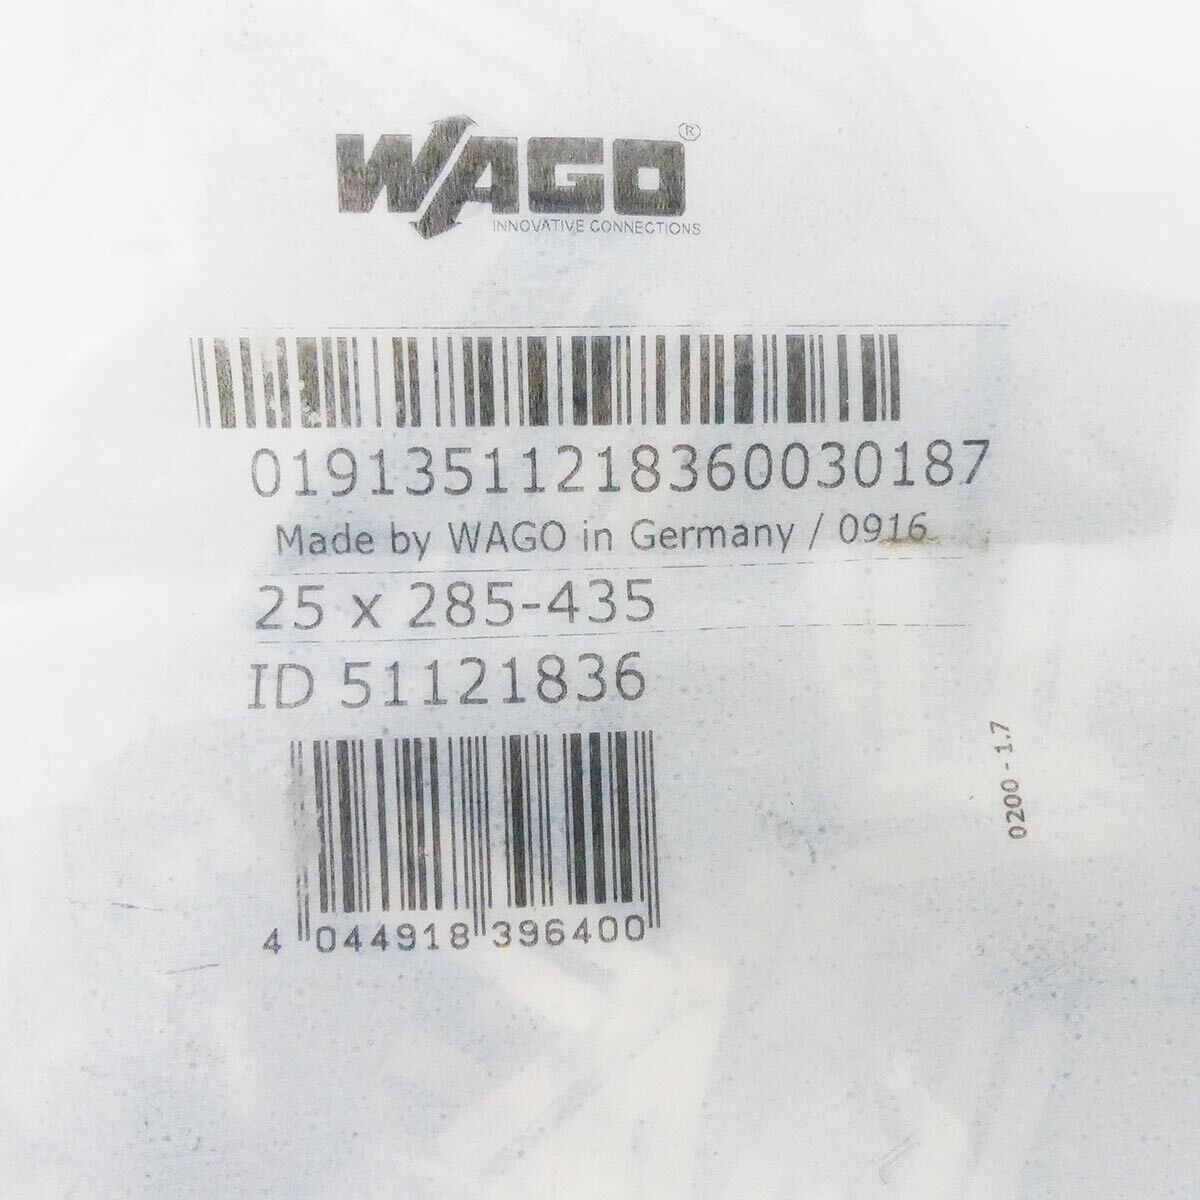 WAGO®
INNOVATIVE CONNECTIONS
01913511218360030187
Made by WAGO in Germany / 0916
25 x 285-435
ID 51121836
0200 - 1.7
4 044918 396400